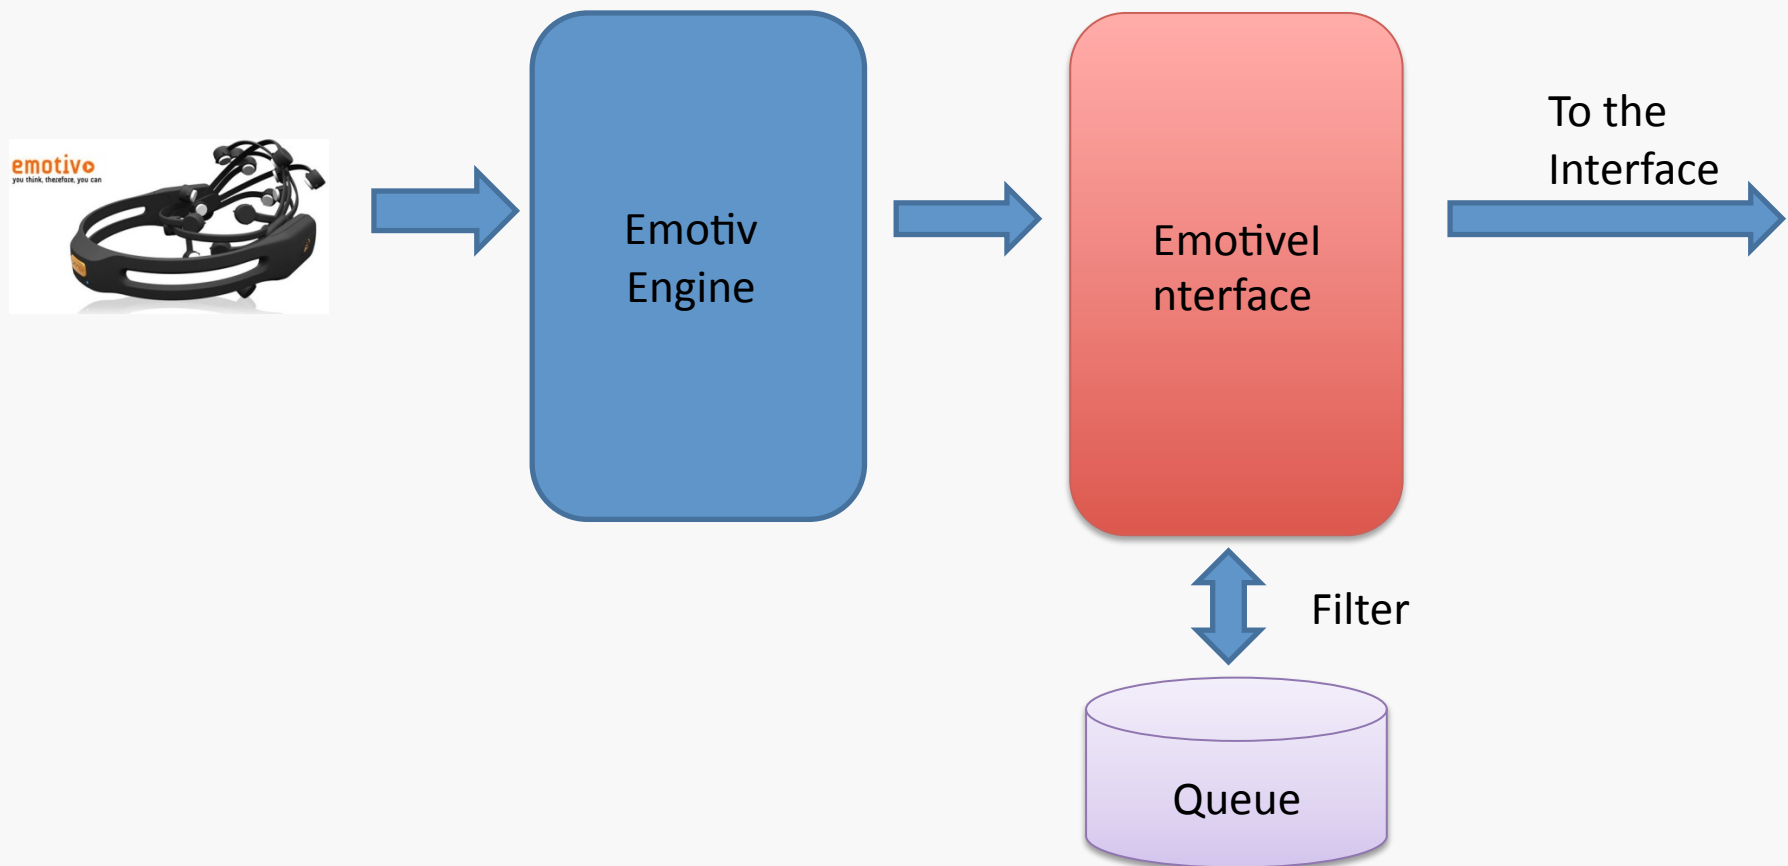 emotiv
you think, therefore, you can
Emotiv
Engine
EmotiveI
nterface
To the
Interface
Filter
Queue